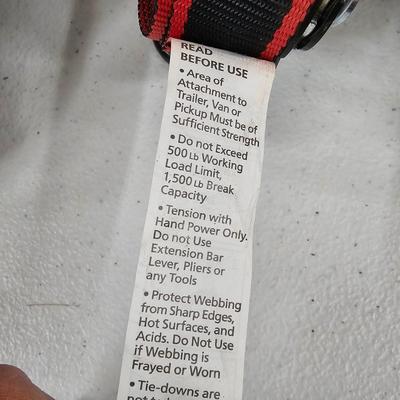 READ
BEFORE USE
• Area of
Attachment to
Trailer, Van or
Pickup Must be of
Sufficient Strength
• Do not Exceed
500 Lb Working
Load Limit,
1,500 Lb Break
Capacity
• Tension with
Hand Power Only.
Do not Use
Extension Bar
Lever, Pliers or
any Tools
• Protect Webbing
from Sharp Edges,
Hot Surfaces, and
Acids. Do Not Use
if Webbing is
Frayed or Worn
• Tie-downs are
not to b